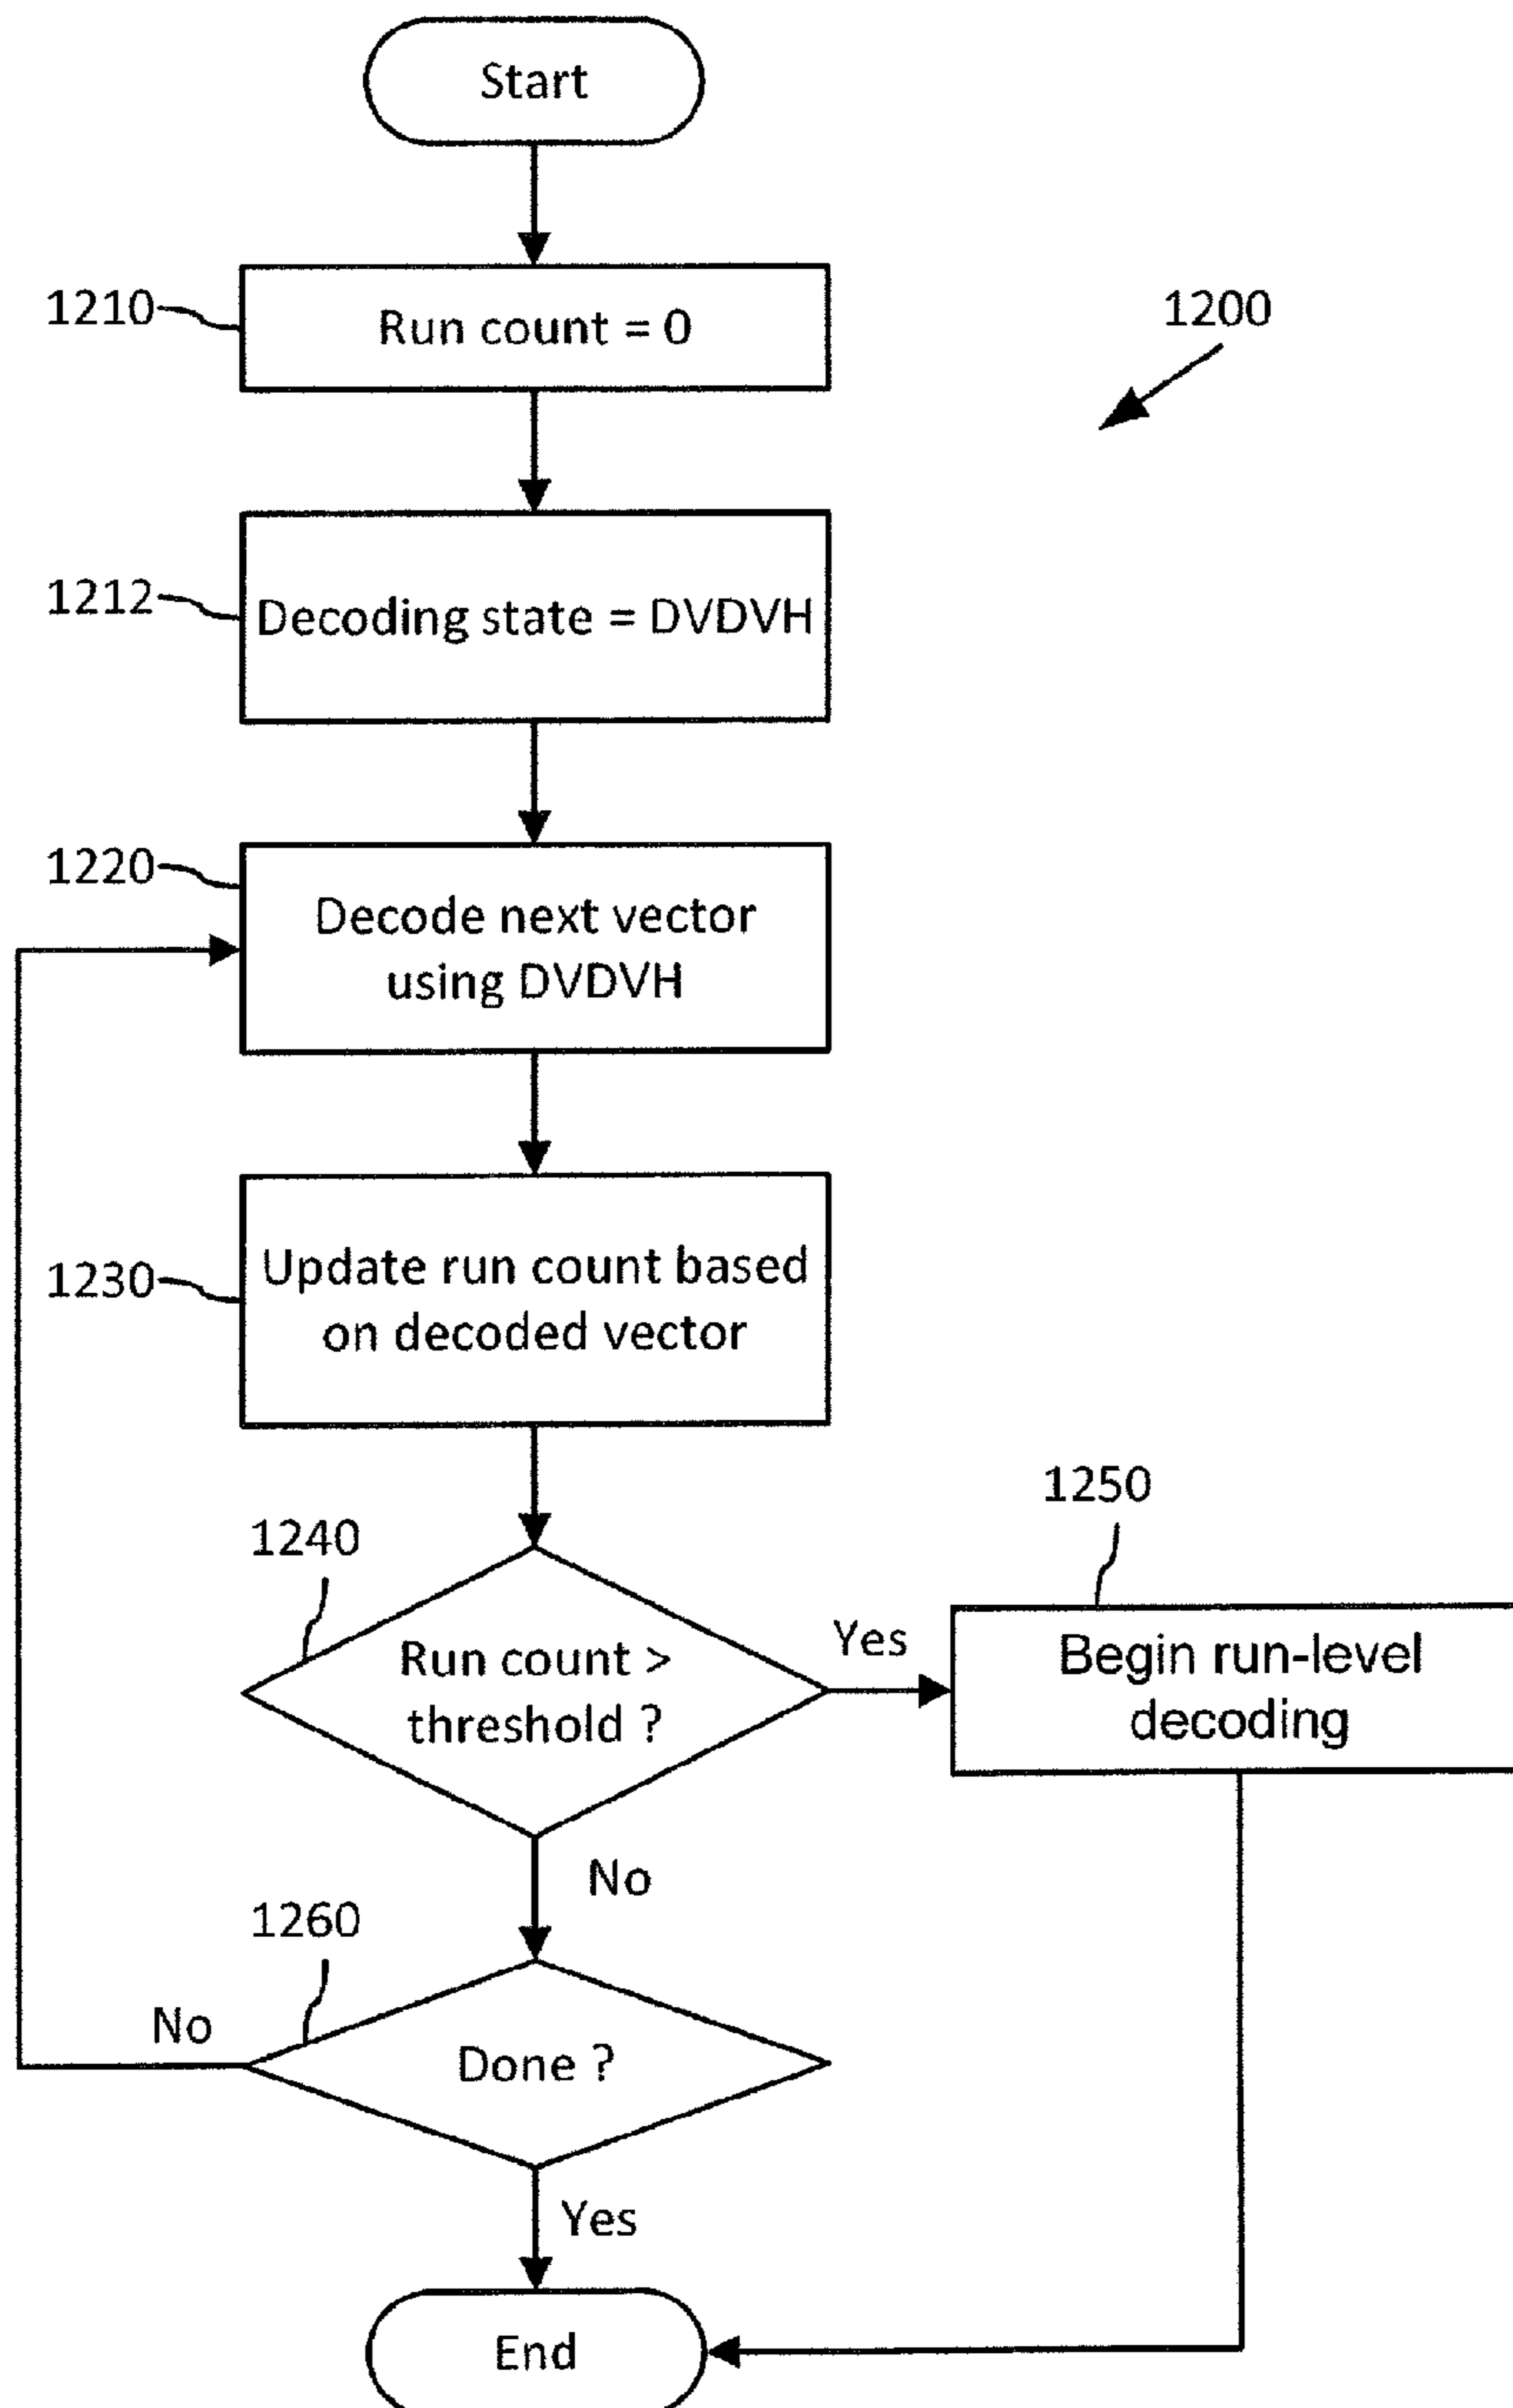 Start
1210
Run count = 0
1200
1212
Decoding state = DVDVH
1220
Decode next vector
using DVDVH
1230
Update run count based
on decoded vector
1240
Run count >
threshold ?
Yes
1250
Begin run-level
decoding
No
1260
No
Done ?
Yes
End